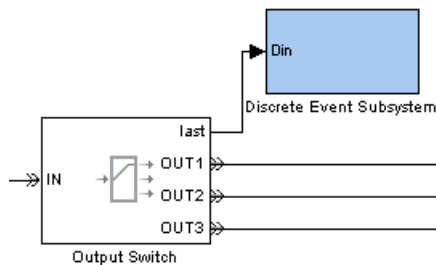 Din
Discrete Event Subsystem
last
IN
OUT1
OUT2
OUT3
Output Switch